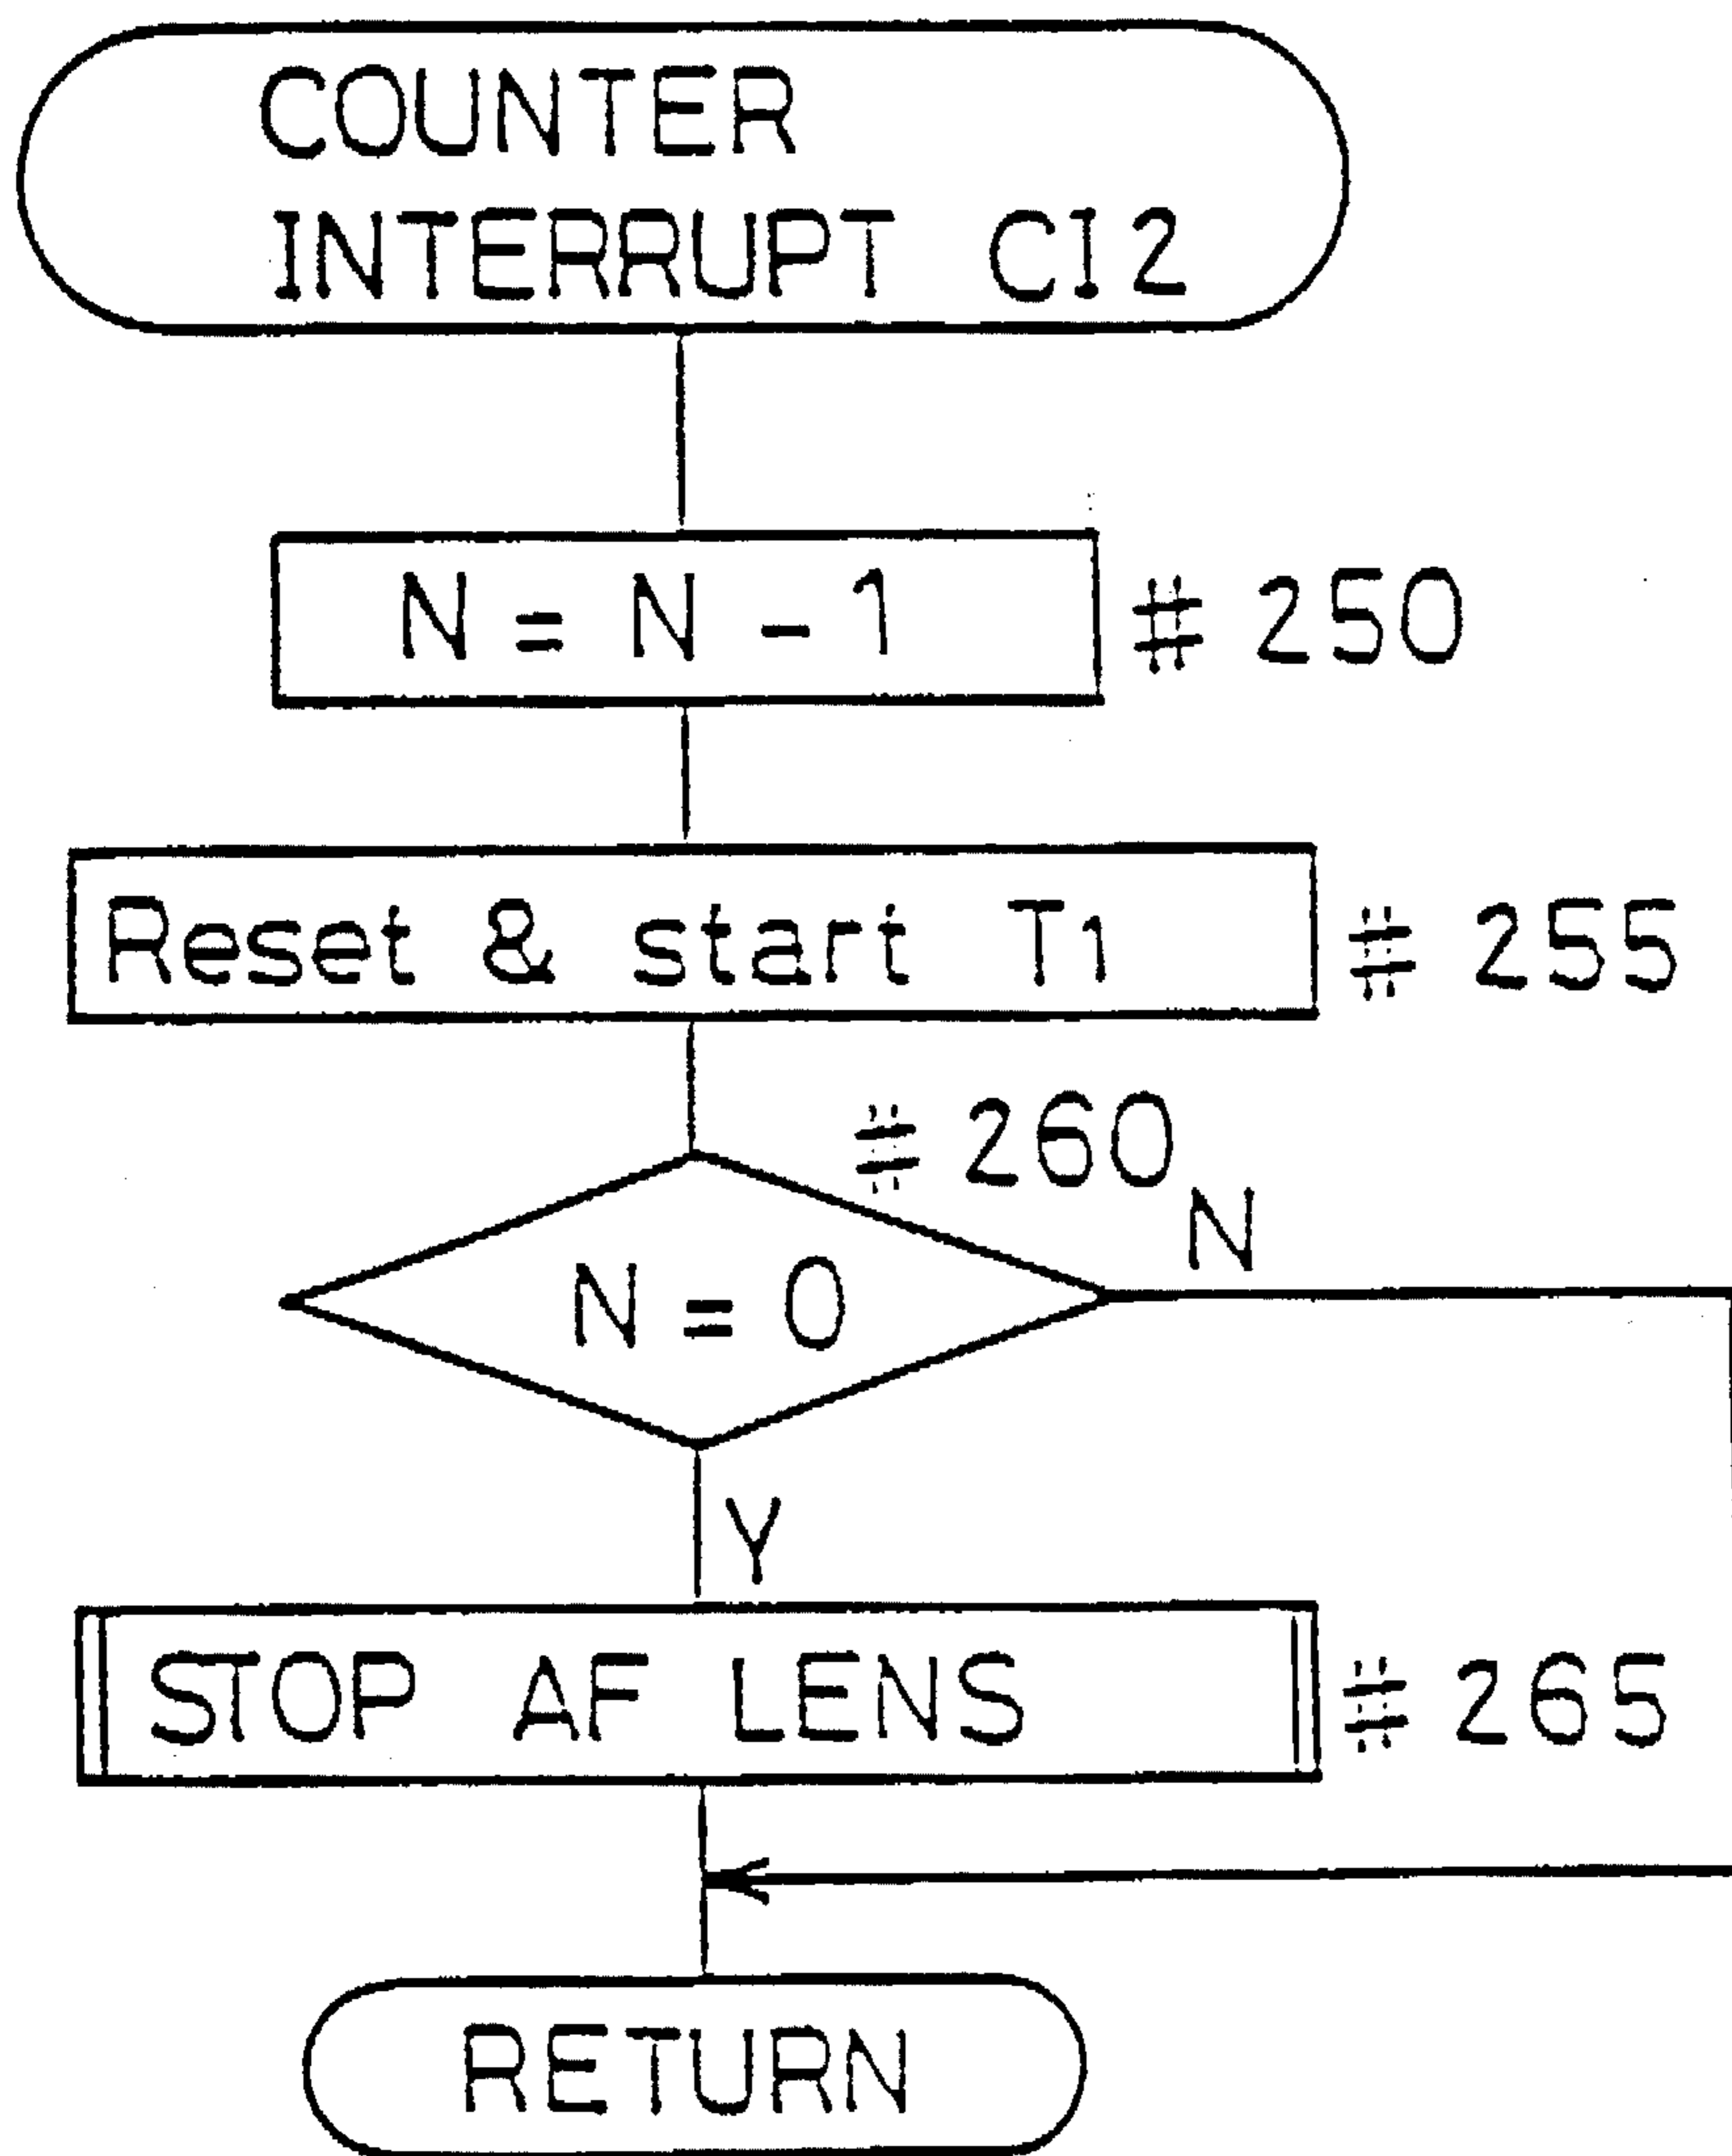 COUNTER
INTERRUPT CI2
N = N - 1 # 250
Reset & start T1 # 255
# 260
N
N = 0
Y
STOP AF LENS # 265
RETURN